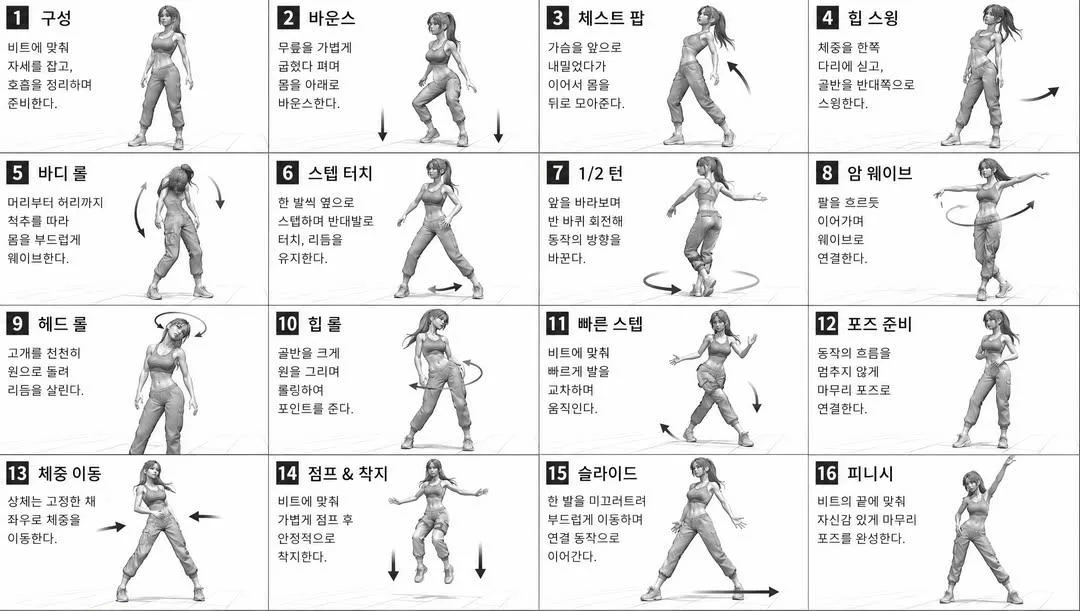 1 구성
비트에 맞춰
자세를 잡고,
호흡을 정리하며
준비한다.
2 바운스
무릎을 가볍게
굽혔다 펴며
몸을 아래로
바운스한다.
3 체스트 팝
가슴을 앞으로
내밀었다가
이어서 몸을
뒤로 모아준다.
4 힙 스윙
체중을 한쪽
다리에 싣고,
골반을 반대쪽으로
스윙한다.
5 바디 롤
머리부터 허리까지
척추를 따라
몸을 부드럽게
웨이브한다.
6 스텝 터치
한 발씩 옆으로
스텝하며 반대발로
터치, 리듬을
유지한다.
7 1/2 턴
앞을 바라보며
반 바퀴 회전해
동작의 방향을
바꾼다.
8 암 웨이브
팔을 흐르듯
이어가며
웨이브로
연결한다.
9 헤드 롤
고개를 천천히
원으로 돌려
리듬을 살린다.
10 힙 롤
골반을 크게
원을 그리며
롤링하여
포인트를 준다.
11 빠른 스텝
비트에 맞춰
빠르게 발을
교차하며
움직인다.
12 포즈 준비
동작의 흐름을
멈추지 않게
마무리 포즈로
연결한다.
13 체중 이동
상체는 고정한 채
좌우로 체중을
이동한다.
14 점프 & 착지
비트에 맞춰
가볍게 점프 후
안정적으로
착지한다.
15 슬라이드
한 발을 미끄러트려
부드럽게 이동하며
연결 동작으로
이어간다.
16 피니시
비트의 끝에 맞춰
자신감 있게 마무리
포즈를 완성한다.